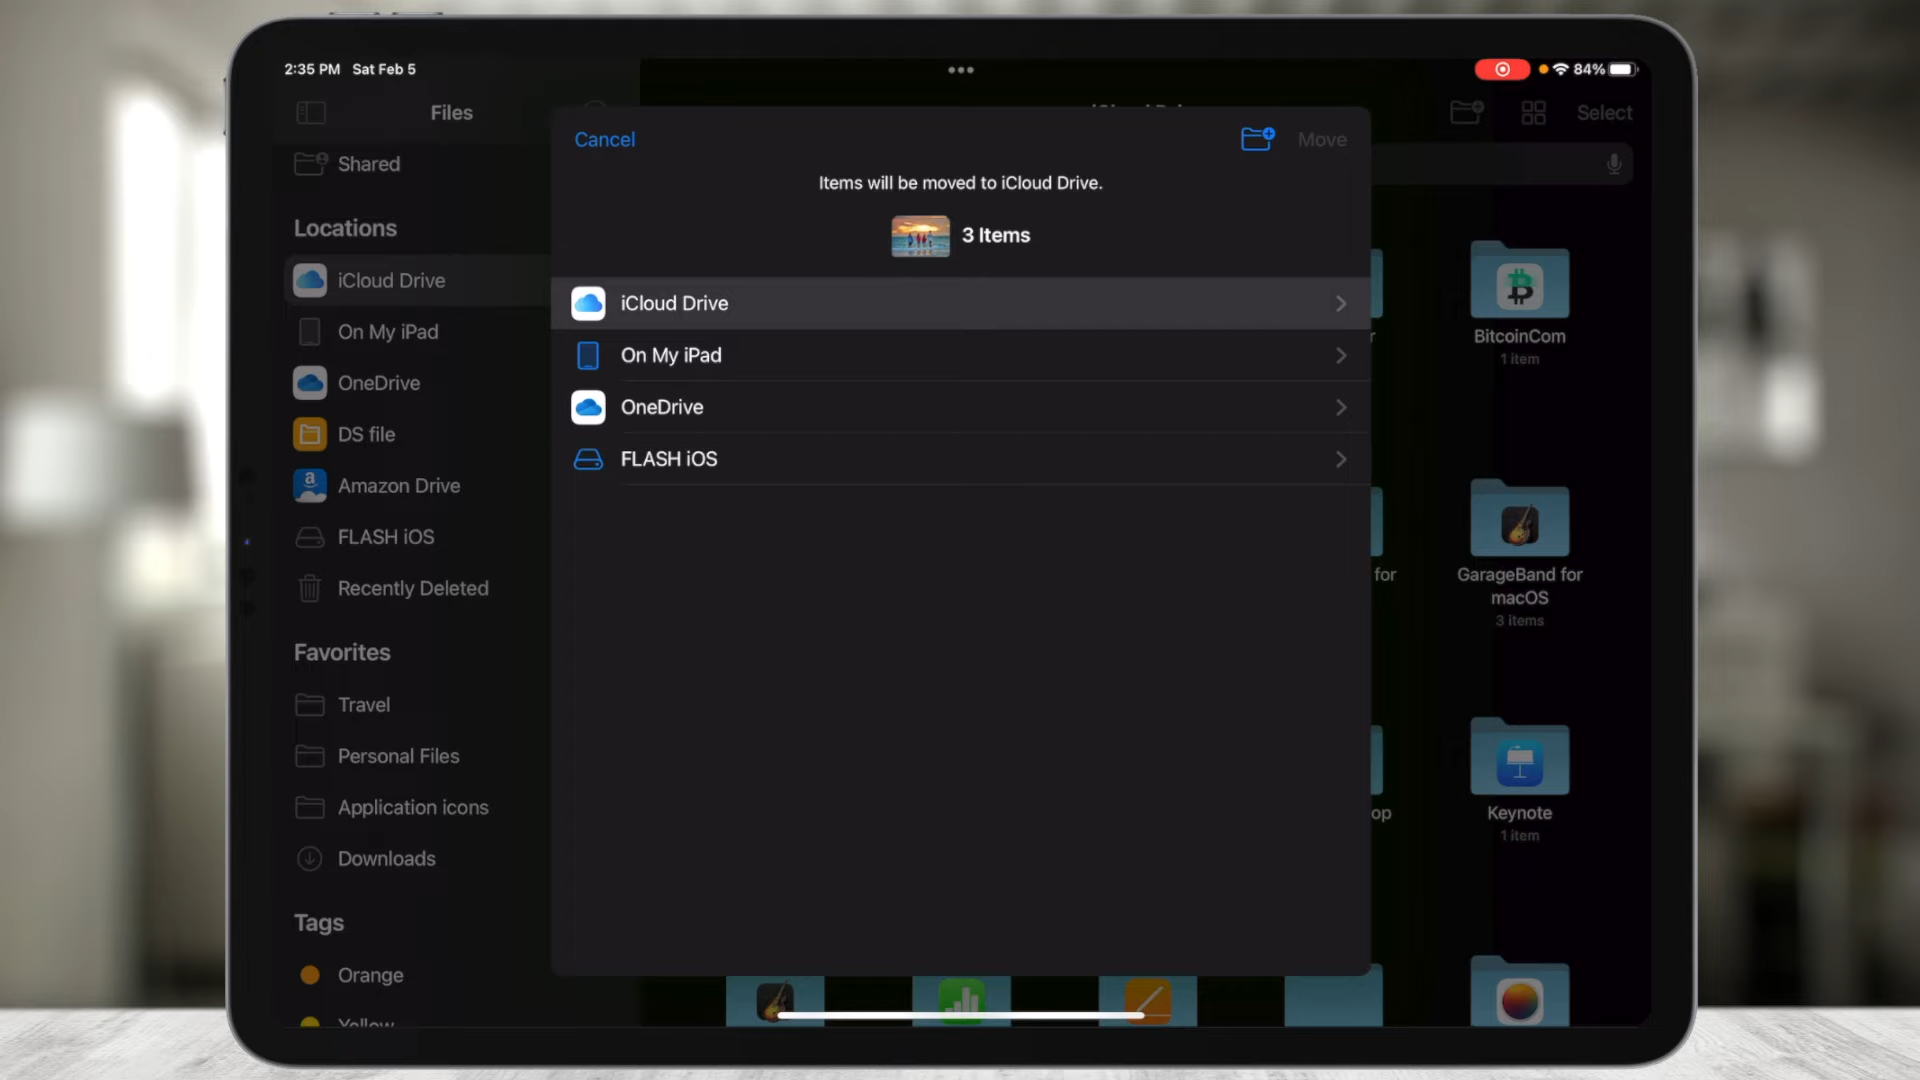 2:35 PM Sat Feb 5
84%
Files
Select
Shared
Locations
iCloud Drive
On My iPad
OneDrive
DS file
Amazon Drive
FLASH iOS
Recently Deleted
Favorites
Travel
Personal Files
Application icons
Downloads
Tags
Orange
Yellow
Cancel
Move
Items will be moved to iCloud Drive.
3 Items
iCloud Drive
On My iPad
OneDrive
FLASH iOS
BitcoinCom
1 item
for
GarageBand for
macOS
3 items
op
Keynote
1 item